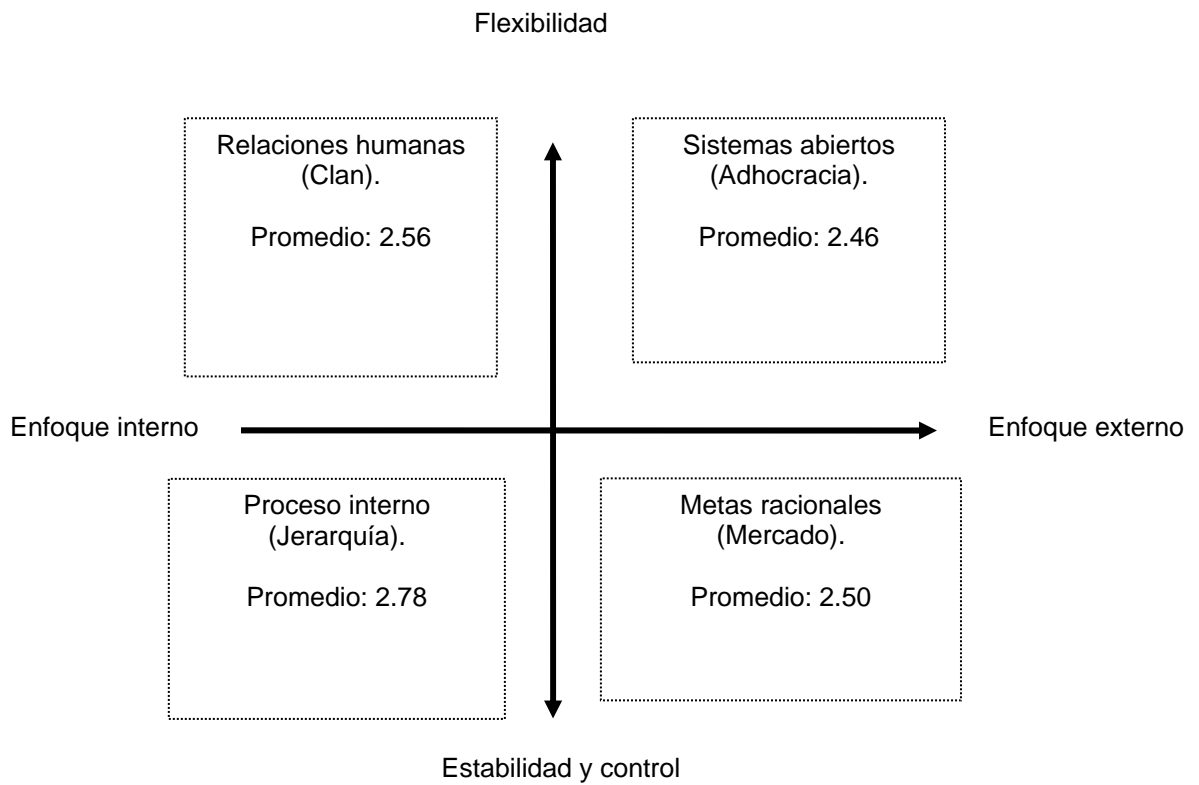 Flexibilidad
Relaciones humanas
(Clan).
Promedio: 2.56
Sistemas abiertos
(Adhocracia).
Promedio: 2.46
Enfoque interno
Enfoque externo
Proceso interno
(Jerarquía).
Promedio: 2.78
Metas racionales
(Mercado).
Promedio: 2.50
Estabilidad y control